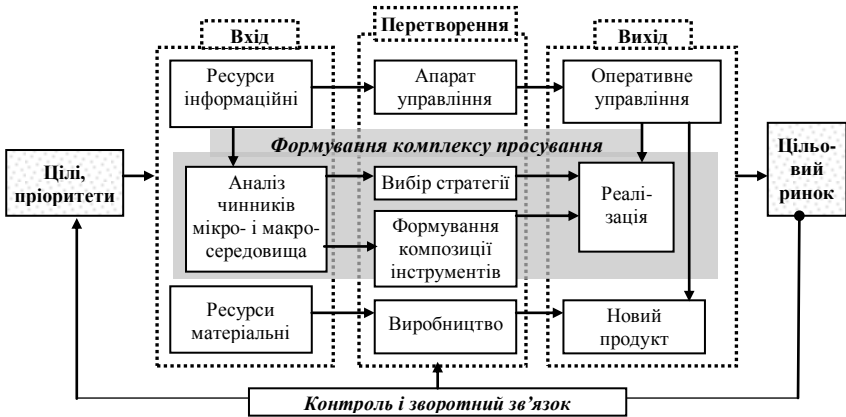 Вхід
Перетворення
Вихід
Ресурси
інформаційні
Апарат
управління
Оперативне
управління
Формування комплексу просування
Цілі,
пріоритети
Аналіз
чинників
мікро- і макро-
середовища
Вибір стратегії
Формування
композиції
інструментів
Реалі-
зація
Цільо-
вий
ринок
Ресурси
матеріальні
Виробництво
Новий
продукт
Контроль і зворотний зв’язок